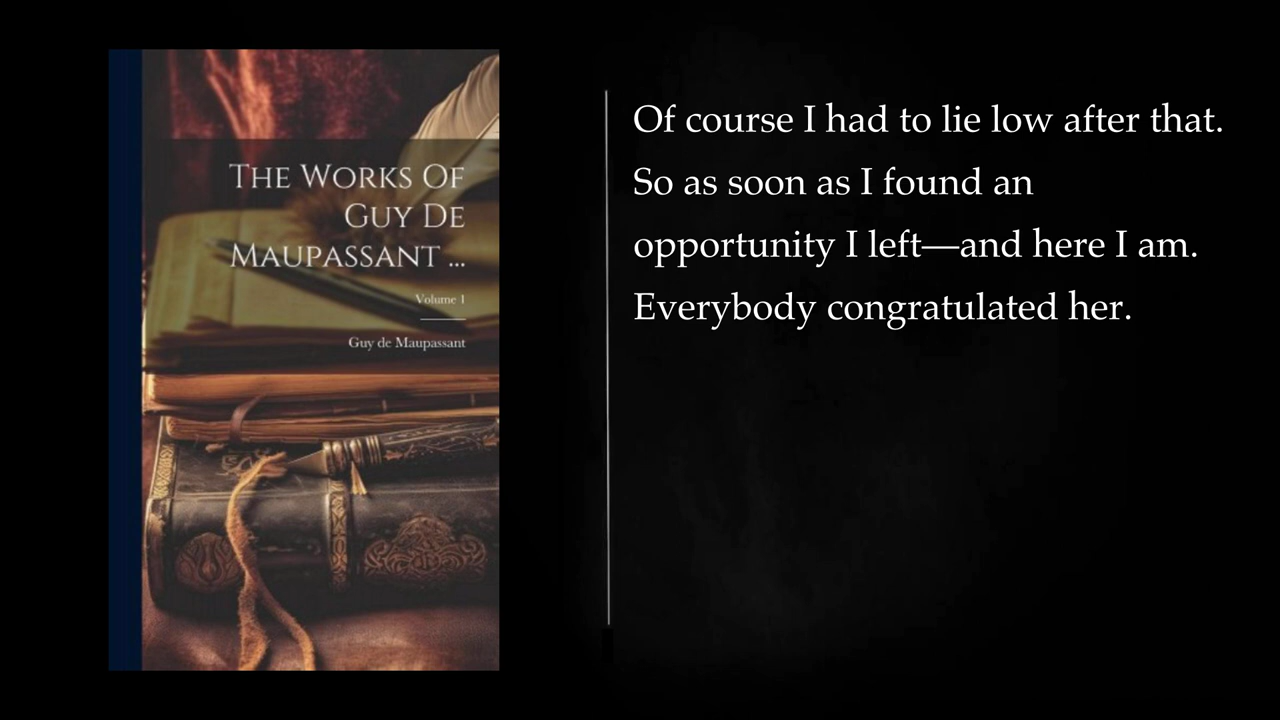 The Works Of
Guy De
Maupassant ...
Volume 1
Guy de Maupassant
Of course I had to lie low after that.
So as soon as I found an
opportunity I left—and here I am.
Everybody congratulated her.